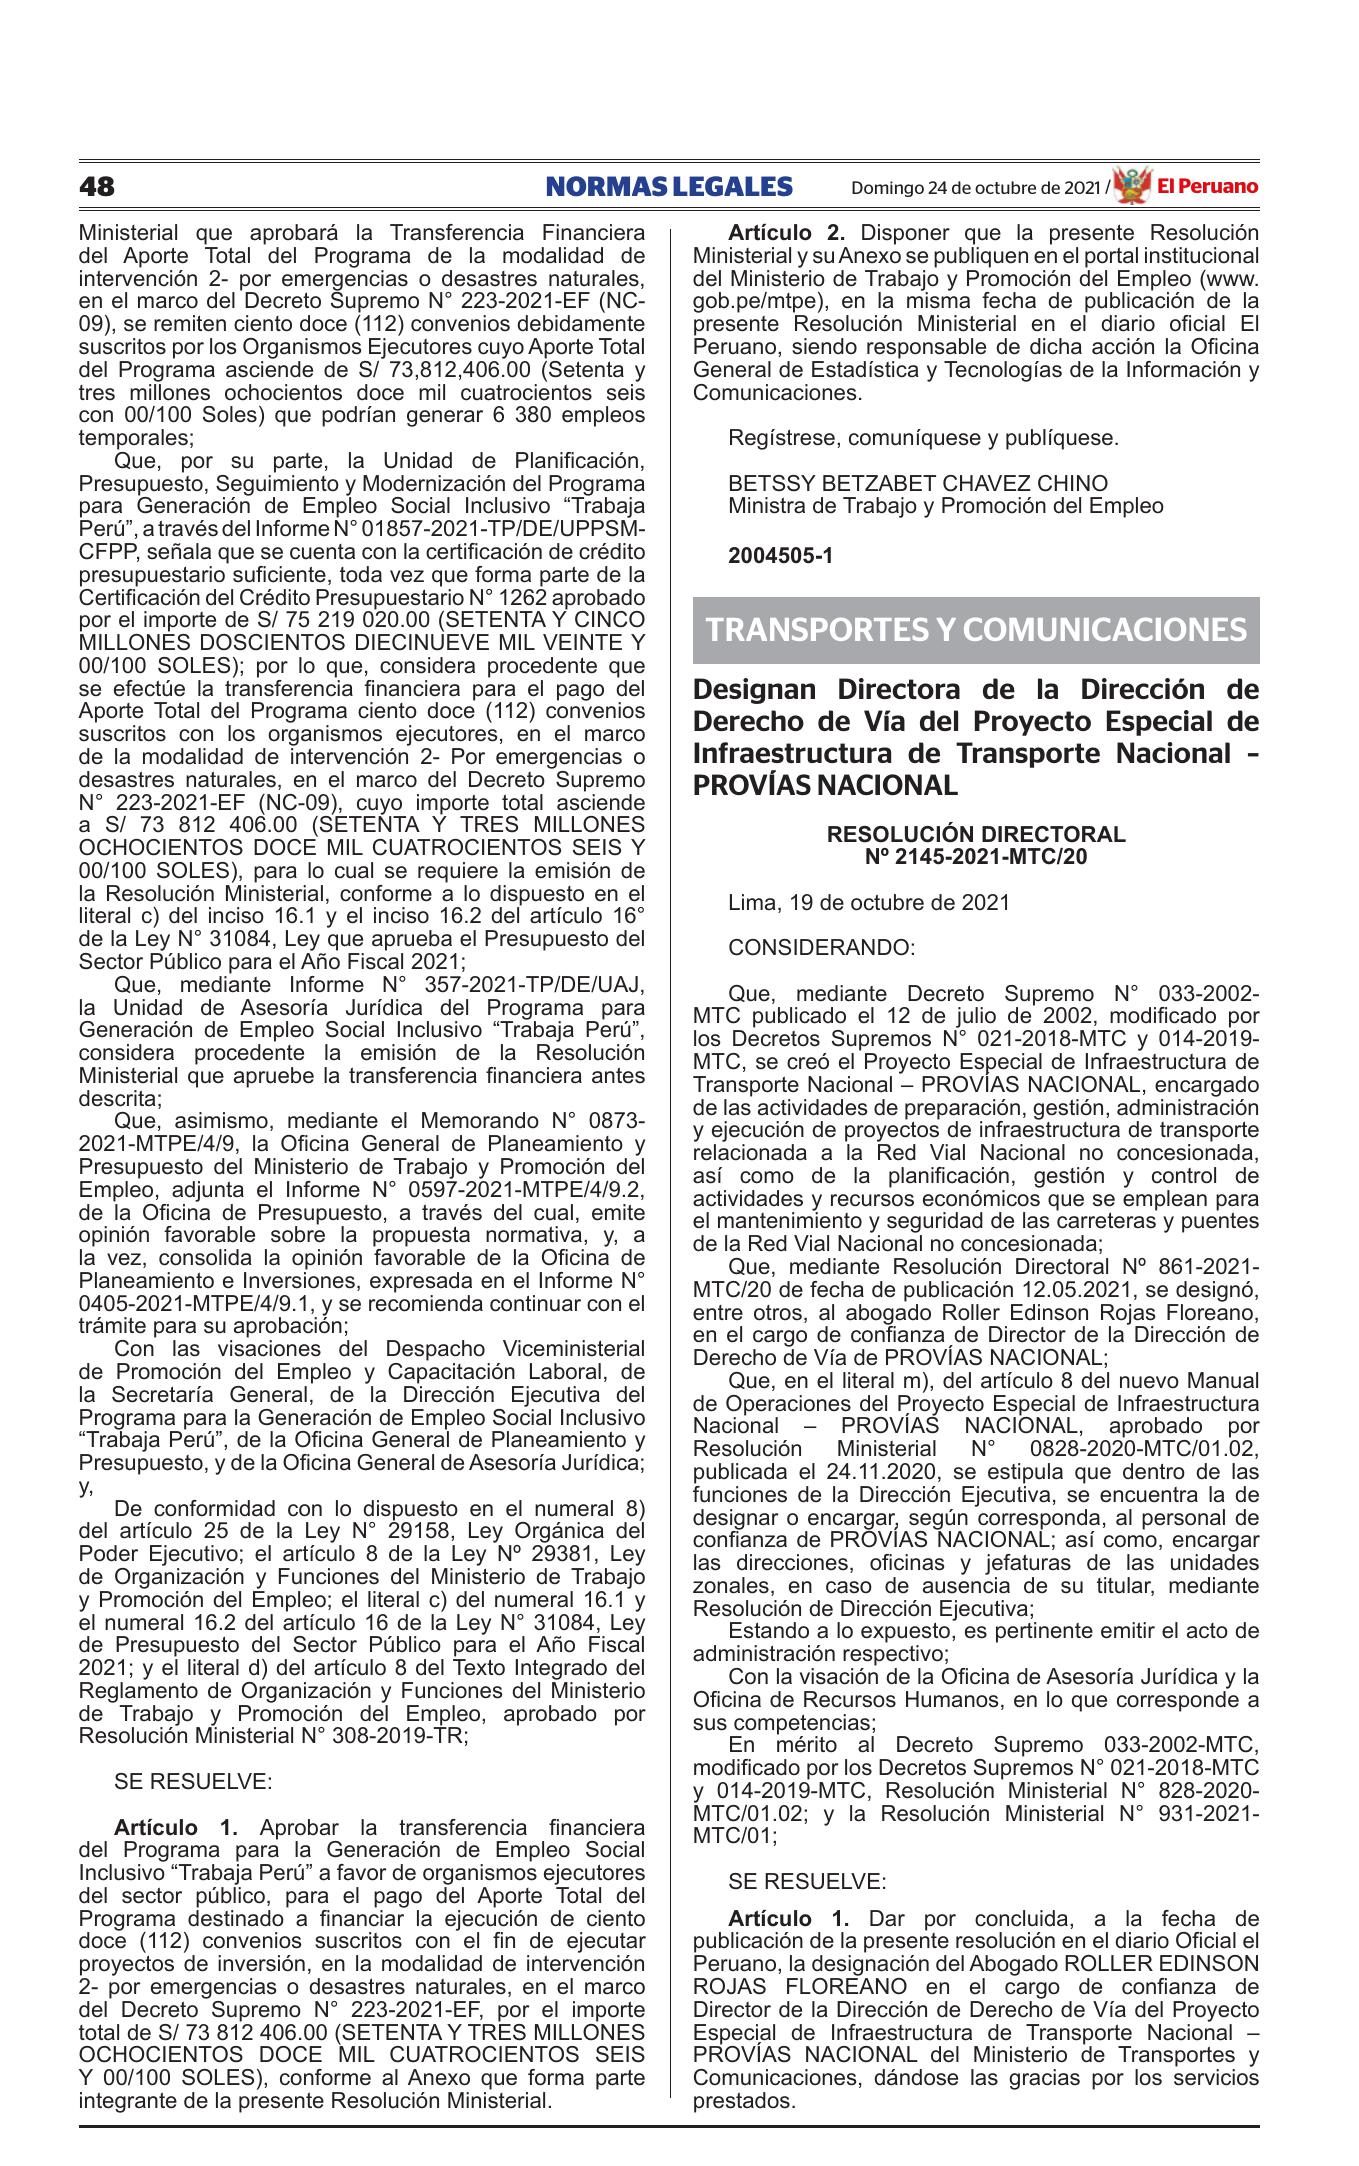 48
NORMAS LEGALES
Domingo 24 de octubre de 2021 /
El Peruano
Ministerial que aprobará la Transferencia Financiera
del Aporte Total del Programa de la modalidad de
intervención 2- por emergencias o desastres naturales,
en el marco del Decreto Supremo N° 223-2021-EF (NC-
09), se remiten ciento doce (112) convenios debidamente
suscritos por los Organismos Ejecutores cuyo Aporte Total
del Programa asciende de S/ 73,812,406.00 (Setenta y
tres millones ochocientos doce mil cuatrocientos seis
con 00/100 Soles) que podrían generar 6 380 empleos
temporales;
Que, por su parte, la Unidad de Planificación,
Presupuesto, Seguimiento y Modernización del Programa
para Generación de Empleo Social Inclusivo “Trabaja
Perú”, a través del Informe N° 01857-2021-TP/DE/UPPSM-
CFPP, señala que se cuenta con la certificación de crédito
presupuestario suficiente, toda vez que forma parte de la
Certificación del Crédito Presupuestario N° 1262 aprobado
por el importe de S/ 75 219 020.00 (SETENTA Y CINCO
MILLONES DOSCIENTOS DIECINUEVE MIL VEINTE Y
00/100 SOLES); por lo que, considera procedente que
se efectúe la transferencia financiera para el pago del
Aporte Total del Programa ciento doce (112) convenios
suscritos con los organismos ejecutores, en el marco
de la modalidad de intervención 2- Por emergencias o
desastres naturales, en el marco del Decreto Supremo
N° 223-2021-EF (NC-09), cuyo importe total asciende
a S/ 73 812 406.00 (SETENTA Y TRES MILLONES
OCHOCIENTOS DOCE MIL CUATROCIENTOS SEIS Y
00/100 SOLES), para lo cual se requiere la emisión de
la Resolución Ministerial, conforme a lo dispuesto en el
literal c) del inciso 16.1 y el inciso 16.2 del artículo 16°
de la Ley N° 31084, Ley que aprueba el Presupuesto del
Sector Público para el Año Fiscal 2021;
Que, mediante Informe N° 357-2021-TP/DE/UAJ,
la Unidad de Asesoría Jurídica del Programa para
Generación de Empleo Social Inclusivo “Trabaja Perú”,
considera procedente la emisión de la Resolución
Ministerial que apruebe la transferencia financiera antes
descrita;
Que, asimismo, mediante el Memorando N° 0873-
2021-MTPE/4/9, la Oficina General de Planeamiento y
Presupuesto del Ministerio de Trabajo y Promoción del
Empleo, adjunta el Informe N° 0597-2021-MTPE/4/9.2,
de la Oficina de Presupuesto, a través del cual, emite
opinión favorable sobre la propuesta normativa, y, a
la vez, consolida la opinión favorable de la Oficina de
Planeamiento e Inversiones, expresada en el Informe N°
0405-2021-MTPE/4/9.1, y se recomienda continuar con el
trámite para su aprobación;
Con las visaciones del Despacho Viceministerial
de Promoción del Empleo y Capacitación Laboral, de
la Secretaría General, de la Dirección Ejecutiva del
Programa para la Generación de Empleo Social Inclusivo
“Trabaja Perú”, de la Oficina General de Planeamiento y
Presupuesto, y de la Oficina General de Asesoría Jurídica;
y,
De conformidad con lo dispuesto en el numeral 8)
del artículo 25 de la Ley N° 29158, Ley Orgánica del
Poder Ejecutivo; el artículo 8 de la Ley Nº 29381, Ley
de Organización y Funciones del Ministerio de Trabajo
y Promoción del Empleo; el literal c) del numeral 16.1 y
el numeral 16.2 del artículo 16 de la Ley N° 31084, Ley
de Presupuesto del Sector Público para el Año Fiscal
2021; y el literal d) del artículo 8 del Texto Integrado del
Reglamento de Organización y Funciones del Ministerio
de Trabajo y Promoción del Empleo, aprobado por
Resolución Ministerial N° 308-2019-TR;
SE RESUELVE:
Artículo 1. Aprobar la transferencia financiera
del Programa para la Generación de Empleo Social
Inclusivo “Trabaja Perú” a favor de organismos ejecutores
del sector público, para el pago del Aporte Total del
Programa destinado a financiar la ejecución de ciento
doce (112) convenios suscritos con el fin de ejecutar
proyectos de inversión, en la modalidad de intervención
2- por emergencias o desastres naturales, en el marco
del Decreto Supremo N° 223-2021-EF, por el importe
total de S/ 73 812 406.00 (SETENTA Y TRES MILLONES
OCHOCIENTOS DOCE MIL CUATROCIENTOS SEIS
Y 00/100 SOLES), conforme al Anexo que forma parte
integrante de la presente Resolución Ministerial.
Artículo 2. Disponer que la presente Resolución
Ministerial y su Anexo se publiquen en el portal institucional
del Ministerio de Trabajo y Promoción del Empleo (www.
gob.pe/mtpe), en la misma fecha de publicación de la
presente Resolución Ministerial en el diario oficial El
Peruano, siendo responsable de dicha acción la Oficina
General de Estadística y Tecnologías de la Información y
Comunicaciones.
Regístrese, comuníquese y publíquese.
BETSSY BETZABET CHAVEZ CHINO
Ministra de Trabajo y Promoción del Empleo
2004505-1
TRANSPORTES Y COMUNICACIONES
Designan Directora de la Dirección de
Derecho de Vía del Proyecto Especial de
Infraestructura de Transporte Nacional –
PROVÍAS NACIONAL
RESOLUCIÓN DIRECTORAL
Nº 2145-2021-MTC/20
Lima, 19 de octubre de 2021
CONSIDERANDO:
Que, mediante Decreto Supremo N° 033-2002-
MTC publicado el 12 de julio de 2002, modificado por
los Decretos Supremos N° 021-2018-MTC y 014-2019-
MTC, se creó el Proyecto Especial de Infraestructura de
Transporte Nacional – PROVÍAS NACIONAL, encargado
de las actividades de preparación, gestión, administración
y ejecución de proyectos de infraestructura de transporte
relacionada a la Red Vial Nacional no concesionada,
así como de la planificación, gestión y control de
actividades y recursos económicos que se emplean para
el mantenimiento y seguridad de las carreteras y puentes
de la Red Vial Nacional no concesionada;
Que, mediante Resolución Directoral Nº 861-2021-
MTC/20 de fecha de publicación 12.05.2021, se designó,
entre otros, al abogado Roller Edinson Rojas Floreano,
en el cargo de confianza de Director de la Dirección de
Derecho de Vía de PROVÍAS NACIONAL;
Que, en el literal m), del artículo 8 del nuevo Manual
de Operaciones del Proyecto Especial de Infraestructura
Nacional – PROVÍAS NACIONAL, aprobado por
Resolución Ministerial N° 0828-2020-MTC/01.02,
publicada el 24.11.2020, se estipula que dentro de las
funciones de la Dirección Ejecutiva, se encuentra la de
designar o encargar, según corresponda, al personal de
confianza de PROVÍAS NACIONAL; así como, encargar
las direcciones, oficinas y jefaturas de las unidades
zonales, en caso de ausencia de su titular, mediante
Resolución de Dirección Ejecutiva;
Estando a lo expuesto, es pertinente emitir el acto de
administración respectivo;
Con la visación de la Oficina de Asesoría Jurídica y la
Oficina de Recursos Humanos, en lo que corresponde a
sus competencias;
En mérito al Decreto Supremo 033-2002-MTC,
modificado por los Decretos Supremos N° 021-2018-MTC
y 014-2019-MTC, Resolución Ministerial N° 828-2020-
MTC/01.02; y la Resolución Ministerial N° 931-2021-
MTC/01;
SE RESUELVE:
Artículo 1. Dar por concluida, a la fecha de
publicación de la presente resolución en el diario Oficial el
Peruano, la designación del Abogado ROLLER EDINSON
ROJAS FLOREANO en el cargo de confianza de
Director de la Dirección de Derecho de Vía del Proyecto
Especial de Infraestructura de Transporte Nacional –
PROVÍAS NACIONAL del Ministerio de Transportes y
Comunicaciones, dándose las gracias por los servicios
prestados.